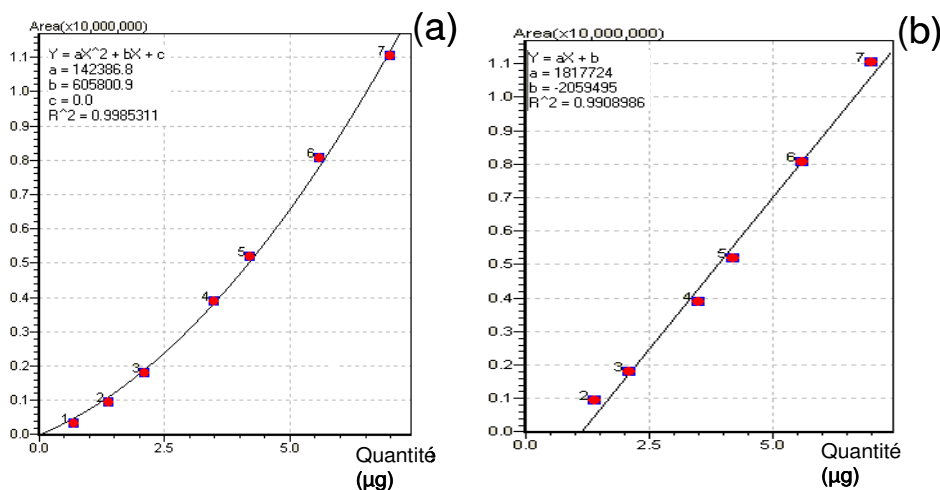 Area(x10,000,000)
(a)
Y = aX^2 + bX + c
a = 142386.8
b = 605800.9
c = 0.0
R^2 = 0.9985311
1.1
1.0
0.9
0.8
0.7
0.6
0.5
0.4
0.3
0.2
0.1
0.0
7
6
5
4
3
2
1
0.0 2.5 5.0
Quantité
(µg)
Area(x10,000,000)
(b)
Y = aX + b
a = 1817724
b = -2059495
R^2 = 0.9908986
1.1
1.0
0.9
0.8
0.7
0.6
0.5
0.4
0.3
0.2
0.1
0.0
7
6
5
4
3
2
0.0 2.5 5.0
Quantité
(µg)